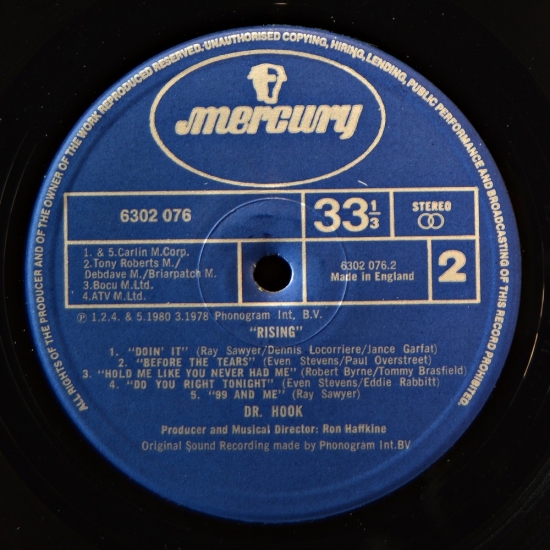 ALL RIGHTS OF THE PRODUCER AND OF THE OWNER OF THE WORK REPRODUCED RESERVED. UNAUTHORISED COPYING, HIRING, LENDING, PUBLIC PERFORMANCE AND BROADCASTING OF THIS RECORD PROHIBITED.
mercury
6302 076
33 1/3
STEREO
1. & 5. Carlin M.Corp.
2.Tony Roberts M./
Debdave M./Briarpatch M.
3.Bocu M.Ltd.
4.ATV M.Ltd.
6302 076.2
Made in England
2
℗ 1,2.4. & 5.1980 3.1978 Phonogram Int. B.V.
"RISING"
1. "DOIN' IT" (Ray Sawyer/Dennis Locorriere/Jance Garfat)
2. "BEFORE THE TEARS" (Even Stevens/Paul Overstreet)
3. "HOLD ME LIKE YOU NEVER HAD ME" (Robert Byrne/Tommy Brasfield)
4. "DO YOU RIGHT TONIGHT" (Even Stevens/Eddie Rabbitt)
5. "99 AND ME" (Ray Sawyer)
DR. HOOK
Producer and Musical Director: Ron Haffkine
Original Sound Recording made by Phonogram Int.BV